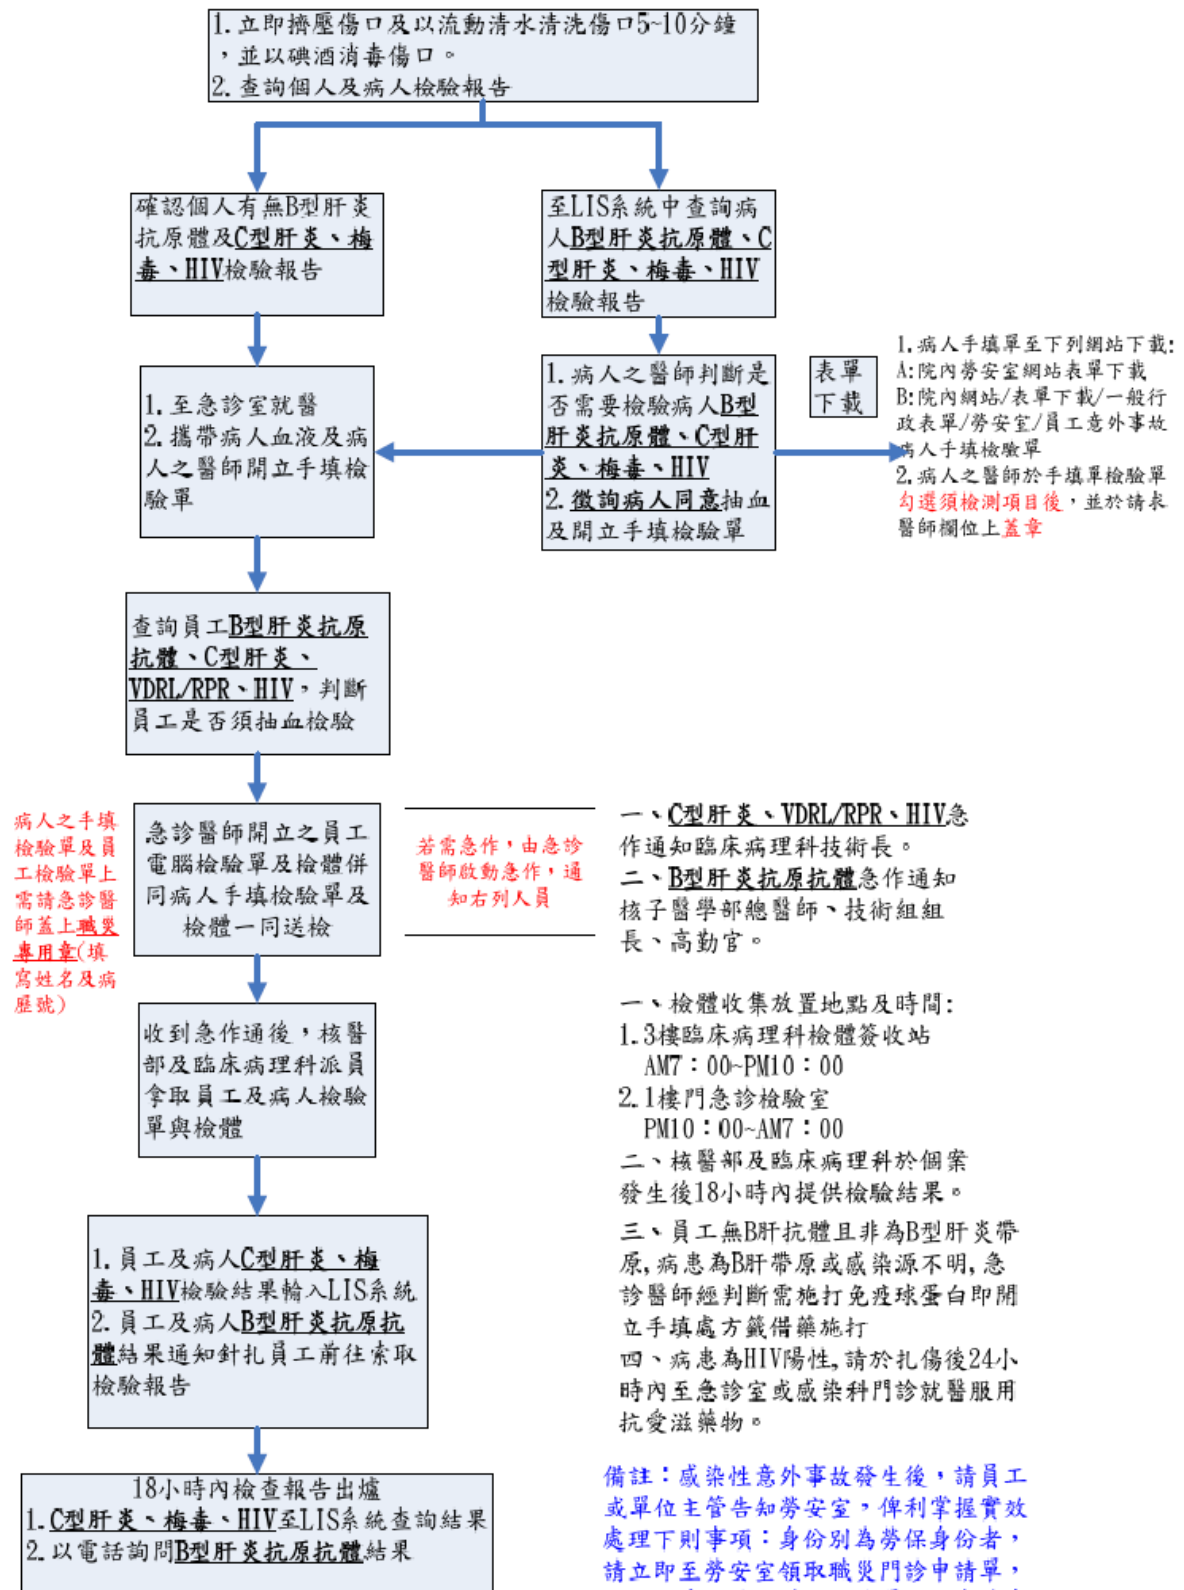 1.立即擠壓傷口及以流動清水清洗傷口5~10分鐘
，並以碘酒消毒傷口。
2.查詢個人及病人檢驗報告
確認個人有無B型肝炎
抗原體及C型肝炎、梅
毒、HIV檢驗報告
至LIS系統中查詢病
人B型肝炎抗原體、C
型肝炎、梅毒、HIV
檢驗報告
1.至急診室就醫
2.攜帶病人血液及病
人之醫師開立手填檢
驗單
1.病人之醫師判斷是
否需要檢驗病人B型
肝炎抗原體、C型肝
炎、梅毒、HIV
2.徵詢病人同意抽血
及開立手填檢驗單
表單
下載
1.病人手填單至下列網站下載:
A:院內勞安室網站表單下載
B:院內網站/表單下載/一般行
政表單/勞安室/員工意外事故
病人手填檢驗單
2.病人之醫師於手填單檢驗單
勾選須檢測項目後，並於請表
醫師欄位上蓋章
查詢員工B型肝炎抗原
抗體、C型肝炎、
VDRL/RPR、HIV，判斷
員工是否須抽血檢驗
病人之手填
檢驗單及員
工檢驗單上
需請急診醫
師蓋上職災
專用章(填
寫姓名及病
歷號)
急診醫師開立之員工
電腦檢驗單及檢體併
同病人手填檢驗單及
檢體一同送檢
若需急作，由急診
醫師啟動急作，通
知右列人員
一、C型肝炎、VDRL/RPR、HIV急
作通知臨床病理科技術長。
二、B型肝炎抗原抗體急作通知
核子醫學部總醫師、技術組組
長、高勤官。
收到急作通後，核醫
部及臨床病理科派員
拿取員工及病人檢驗
單與檢體
一、檢體收集放置地點及時間:
1.3樓臨床病理科檢體簽收站
AM7：00~PM10：00
2.1樓門急診檢驗室
PM10：00~AM7：00
二、核醫部及臨床病理科於個案
發生後18小時內提供檢驗結果。
三、員工無B肝抗體且非為B型肝炎帶
原,病患為B肝帶原或感染源不明,急
診醫師經判斷需施打免疫球蛋白即開
立手填處方籤借藥施打
四、病患為HIV陽性,請於扎傷後24小
時內至急診室或感染科門診就醫服用
抗愛滋藥物。
1.員工及病人C型肝炎、梅
毒、HIV檢驗結果輸入LIS系統
2.員工及病人B型肝炎抗原抗
體結果通知針扎員工前往索取
檢驗報告
18小時內檢查報告出爐
1.C型肝炎、梅毒、HIV至LIS系統查詢結果
2.以電話詢問B型肝炎抗原抗體結果
備註：感染性意外事故發生後，請員工
或單位主管告知勞安室，俾利掌握實效
處理下則事項：身份別為勞保身份者，
請立即至勞安室領取職災門診申請單，